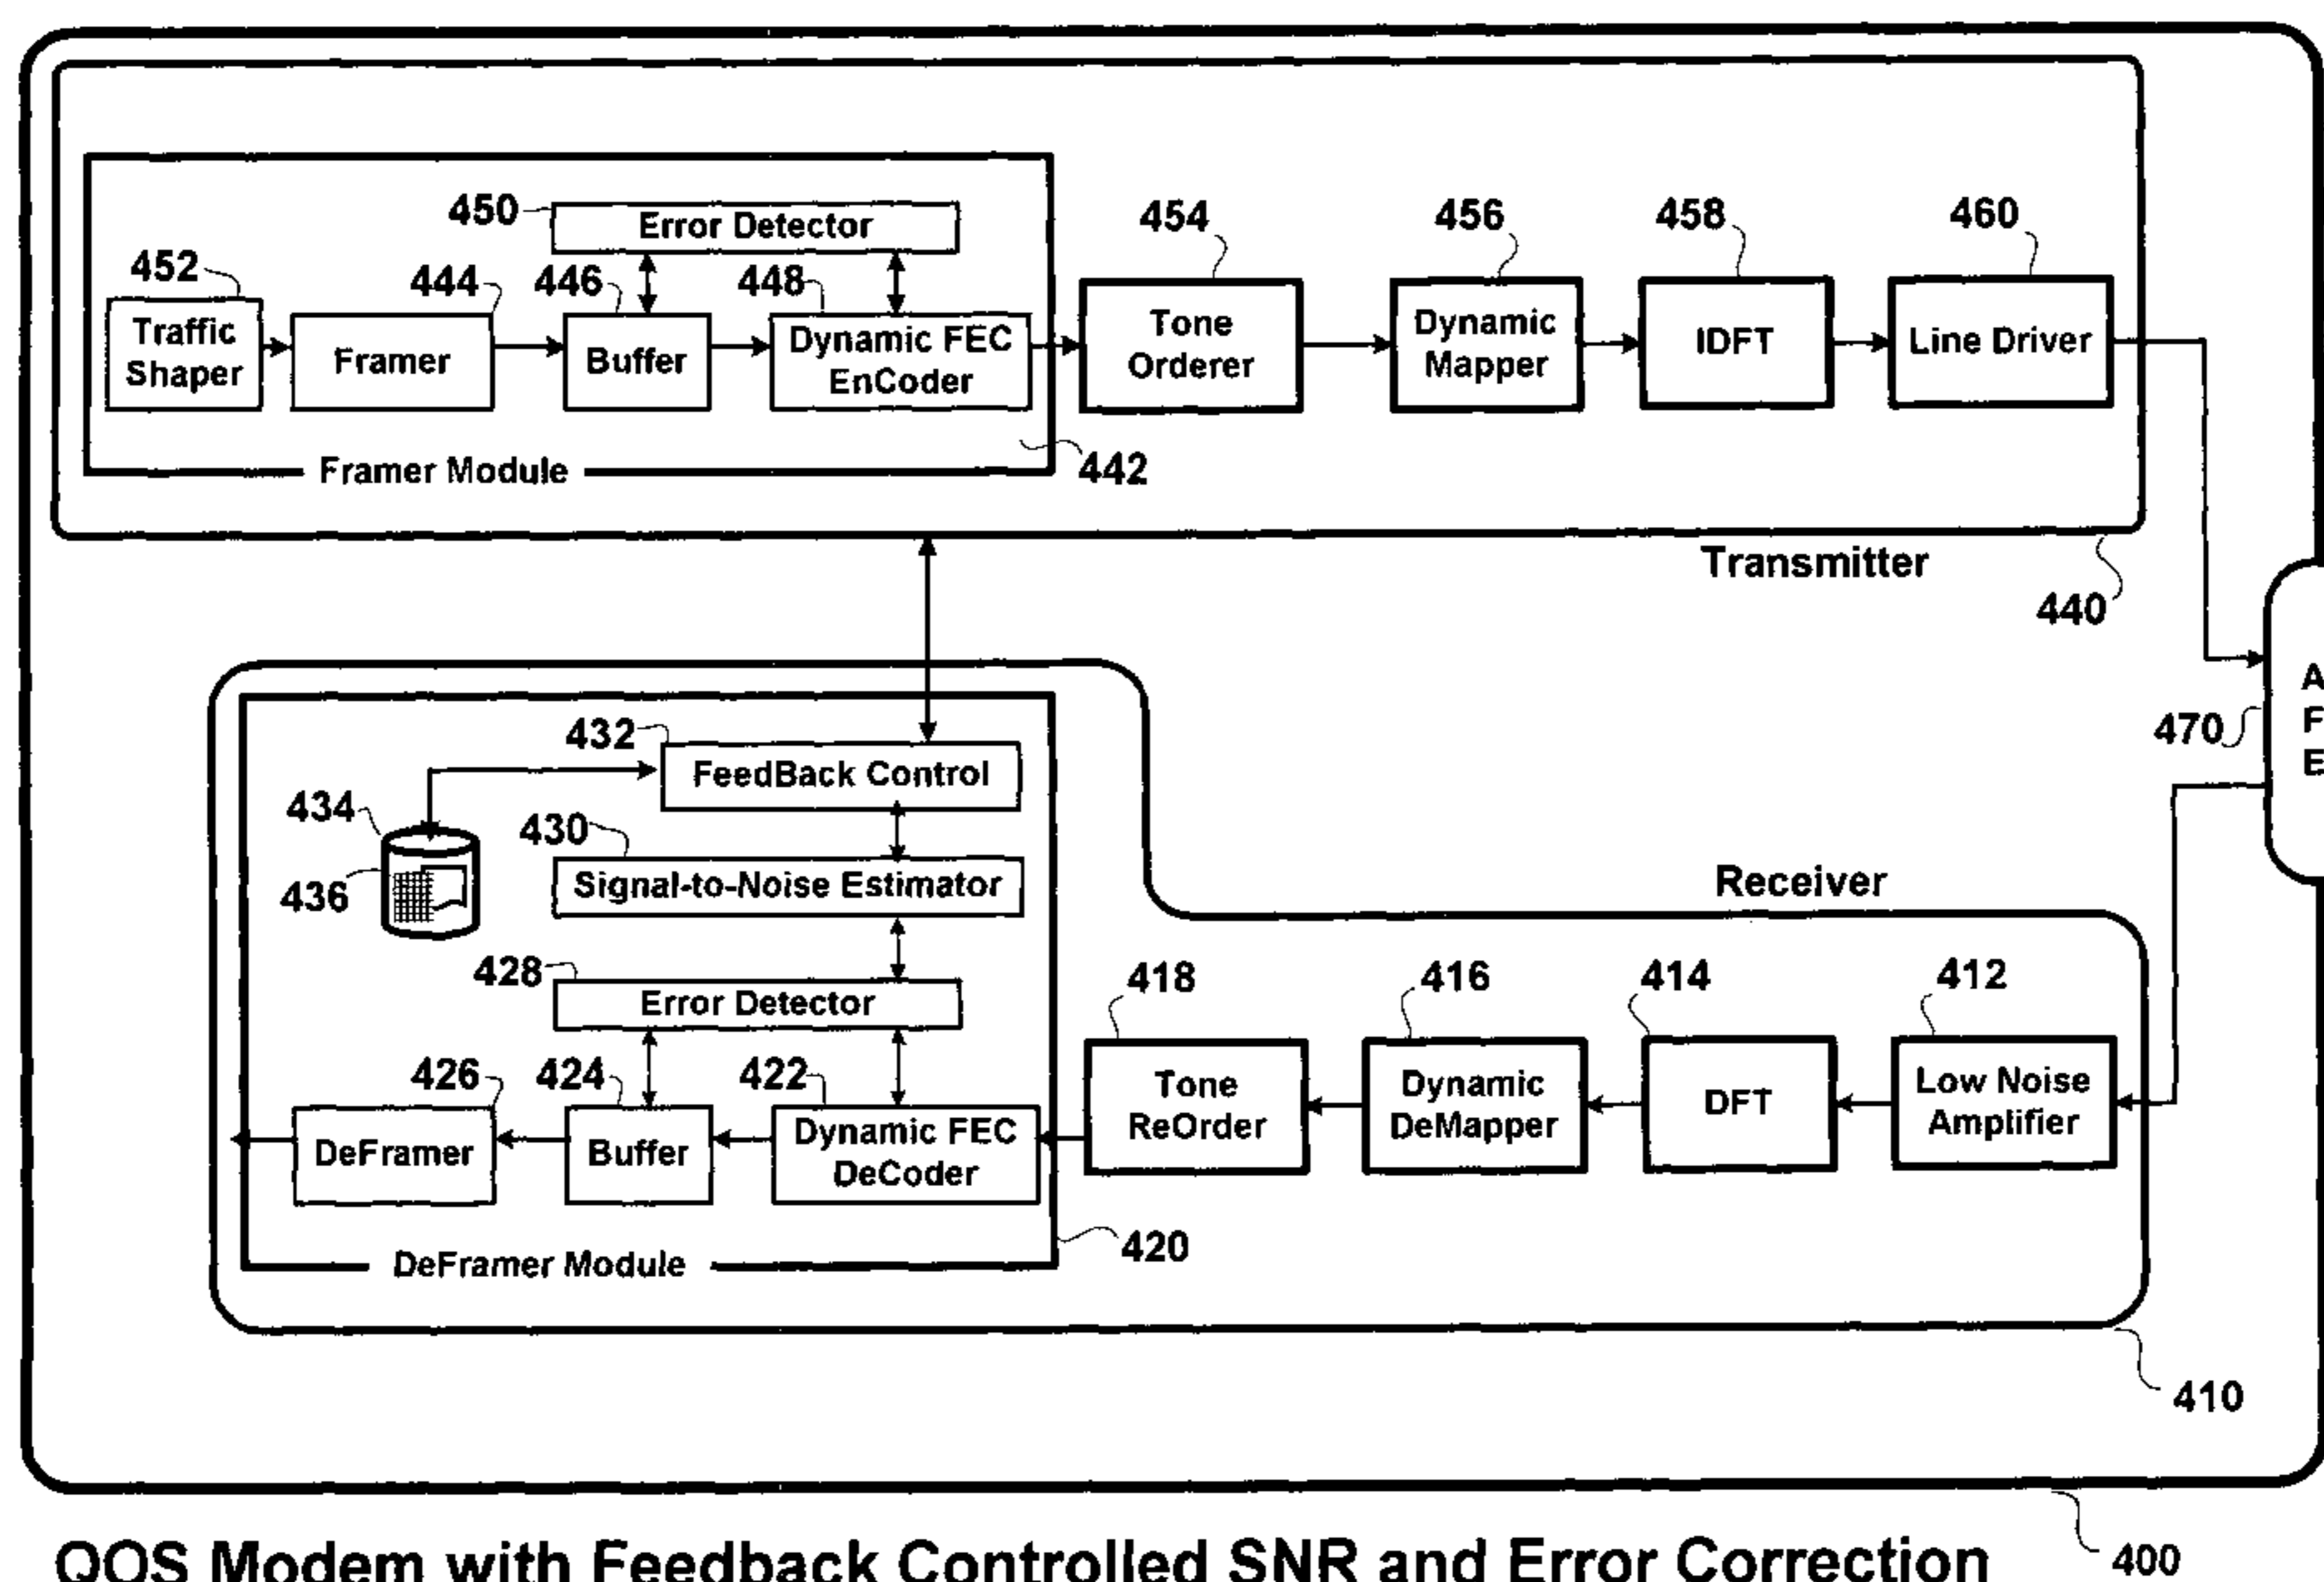 450
Error Detector
454
456
458
460
452
444
446
448
Traffic
Shaper
Framer
Buffer
Dynamic FEC
EnCoder
Tone
Orderer
Dynamic
Mapper
IDFT
Line Driver
Framer Module
442
Transmitter
440
432
FeedBack Control
470
A
F
E
434
430
436
Signal-to-Noise Estimator
Receiver
428
Error Detector
418
416
414
412
426
424
422
DeFramer
Buffer
Dynamic FEC
DeCoder
Tone
ReOrder
Dynamic
DeMapper
DFT
Low Noise
Amplifier
DeFramer Module
420
410
QOS Modem with Feedback Controlled SNR and Error Correction
400